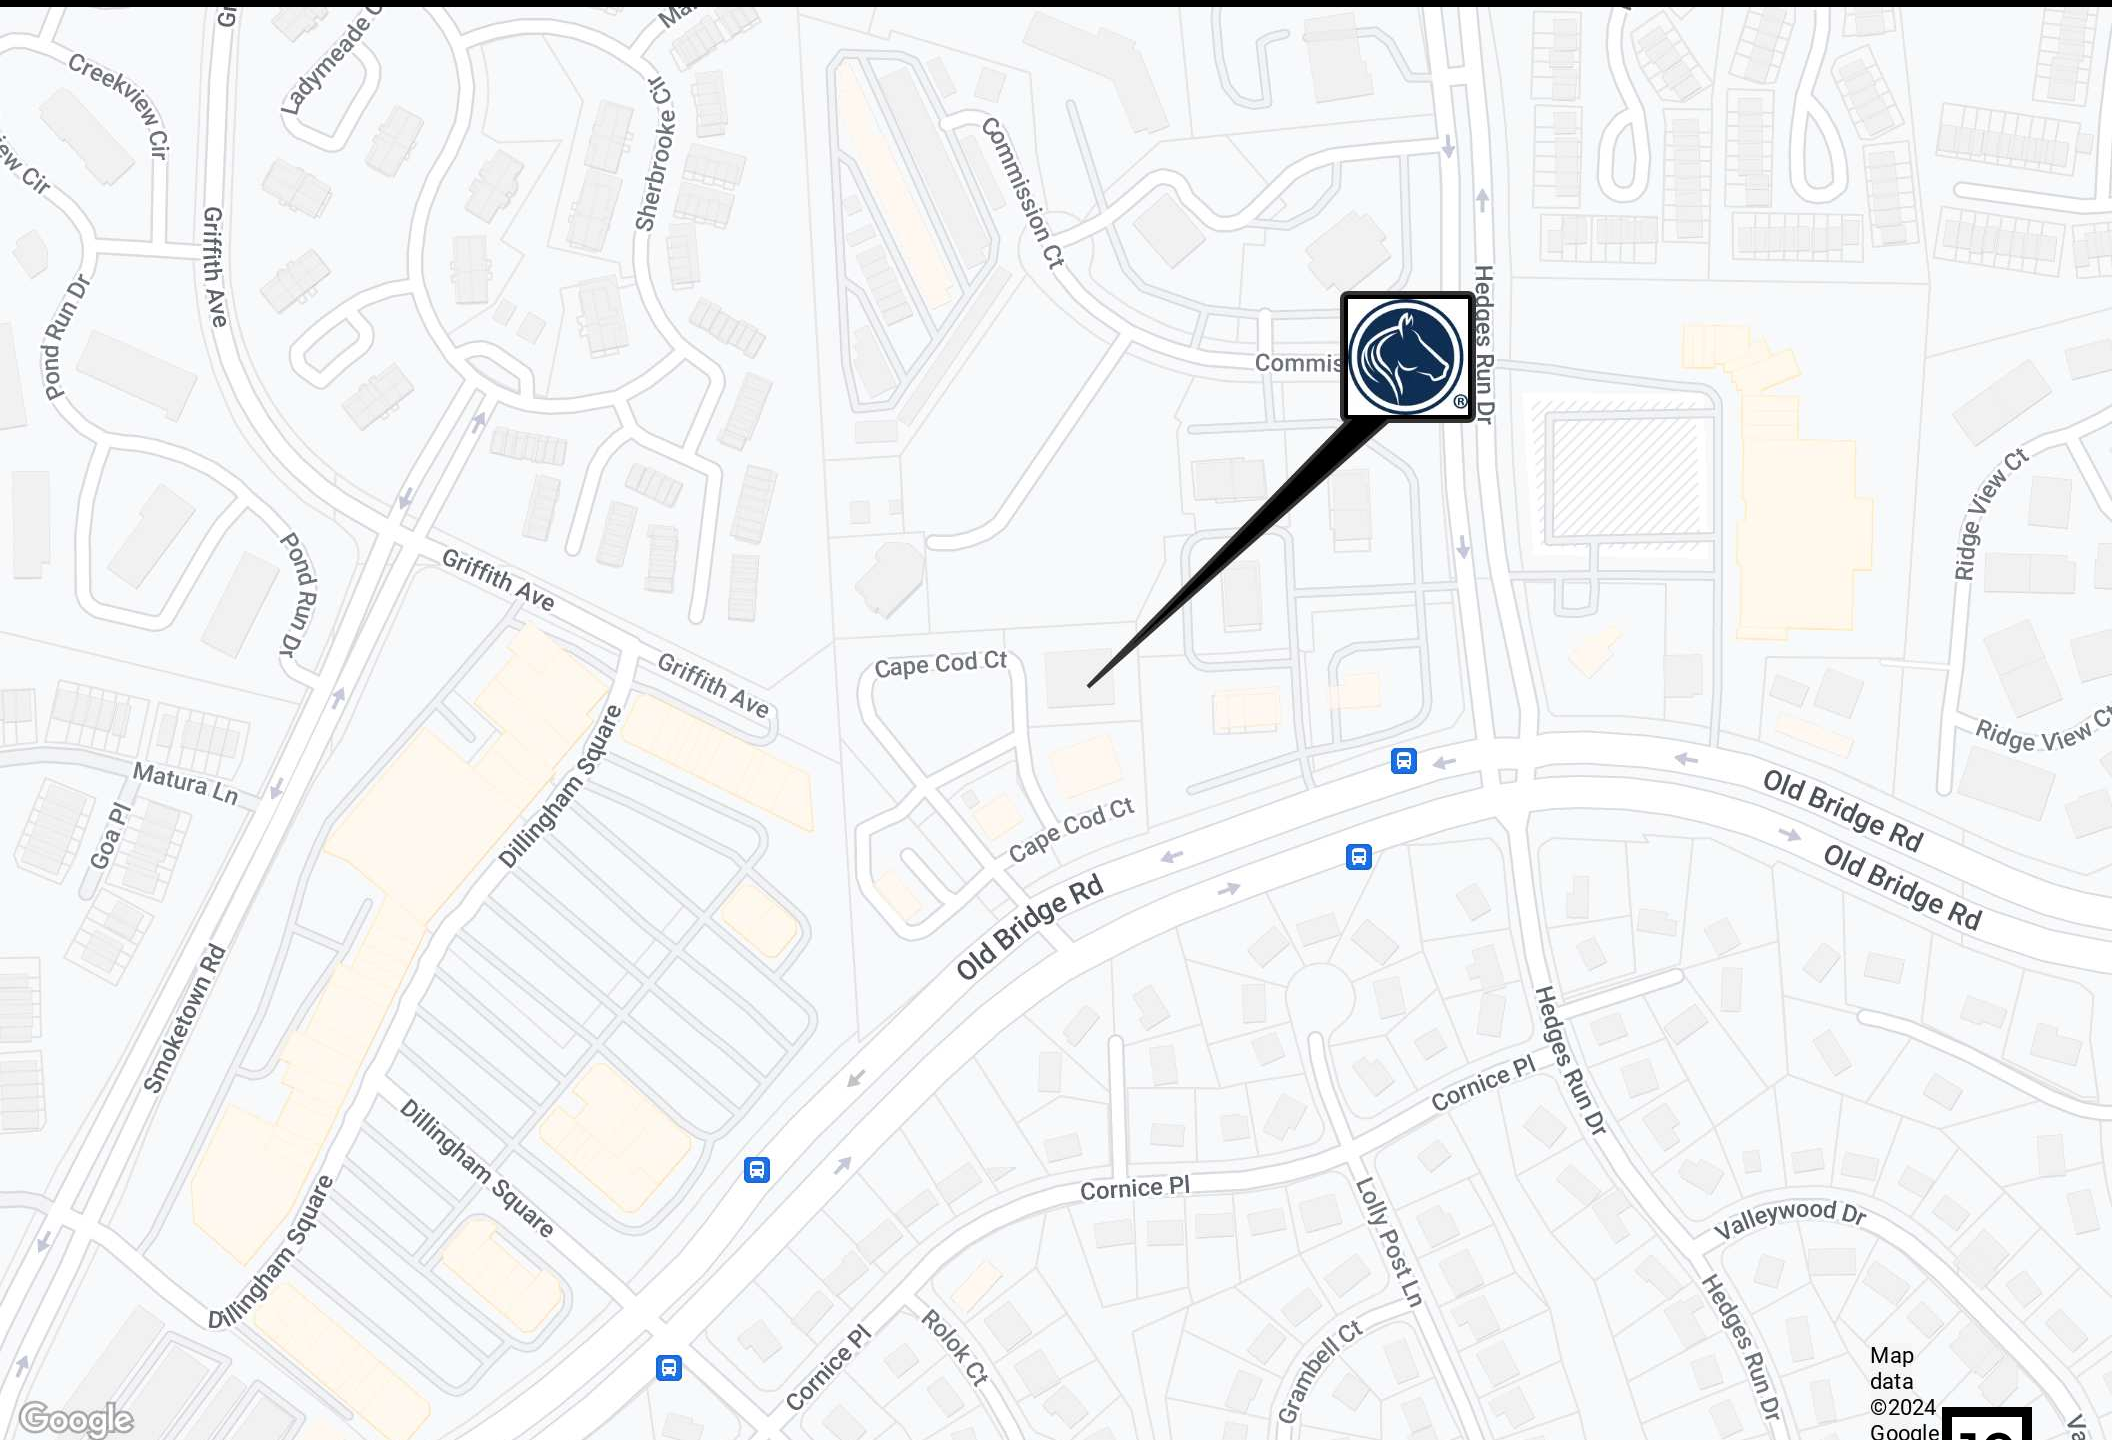 Creekview Cir
Ladymeade
Sherbrooke Cir
Commission Ct
Griffith Ave
Pond Run Dr
Hedges Run Dr
Commis
®
Ridge View Ct
Pond Run Dr
Griffith Ave
Griffith Ave
Cape Cod Ct
Ridge View Ct
Matura Ln
Goa Pl
Dillingham Square
Cape Cod Ct
Old Bridge Rd
Old Bridge Rd
Old Bridge Rd
Smoketown Rd
Hedges Run Dr
Cornice Pl
Dillingham Square
Cornice Pl
Lolly Post Ln
Valleywood Dr
Dillingham Square
Cornice Pl
Rolok Ct
Grambell Ct
Hedges Run Dr
Map
data
©2024
Google
Google